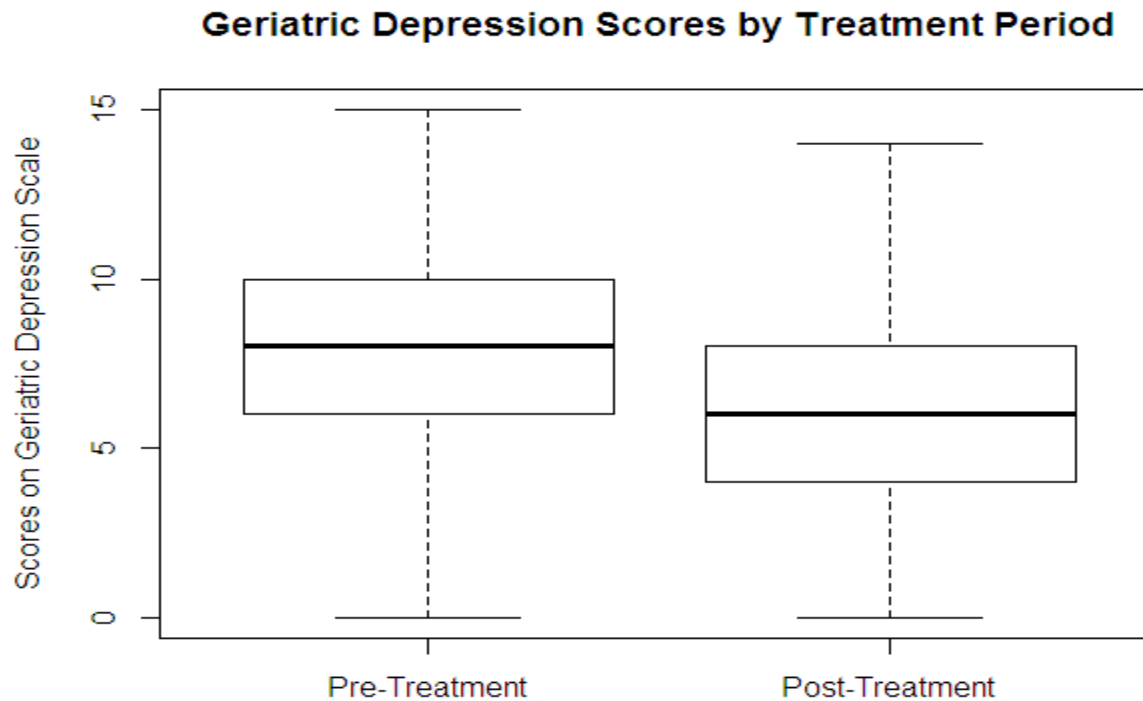 Geriatric Depression Scores by Treatment Period
Scores on Geriatric Depression Scale
15
10
5
0
Pre-Treatment
Post-Treatment